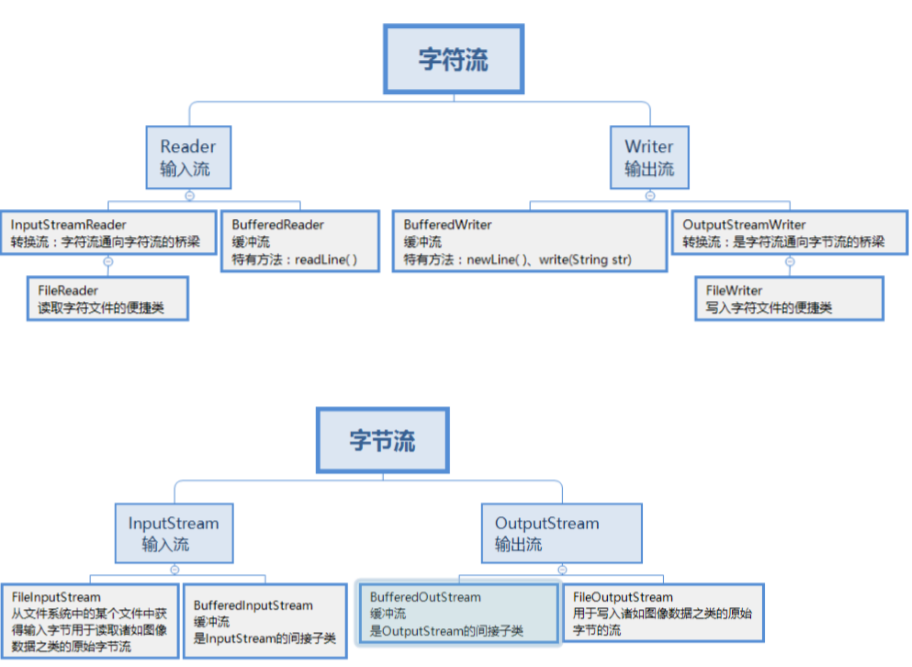 字符流
Reader
输入流
Writer
输出流
InputStreamReader
转换流：字符流通向字符流的桥梁
BufferedReader
缓冲流
特有方法：readLine( )
BufferedWriter
缓冲流
特有方法：newLine( )、write(String str)
OutputStreamWriter
转换流：是字符流通向字节流的桥梁
FileReader
读取字符文件的便捷类
FileWriter
写入字符文件的便捷类
字节流
InputStream
输入流
OutputStream
输出流
FileInputStream
从文件系统中的某个文件中获
得输入字节用于读取诸如图像
数据之类的原始字节流
BufferedInputStream
缓冲流
是InputStream的间接子类
BufferedOutStream
缓冲流
是OutputStream的间接子类
FileOutputStream
用于写入诸如图像数据之类的原始
字节的流